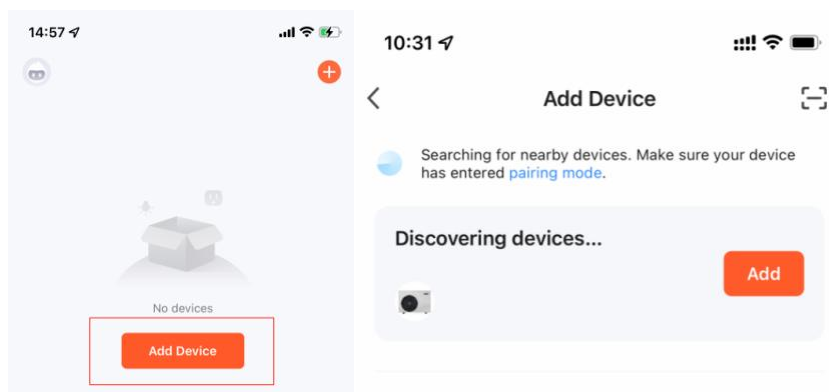 14:57
No devices
Add Device
10:31
Add Device
Searching for nearby devices. Make sure your device
has entered pairing mode.
Discovering devices...
Add